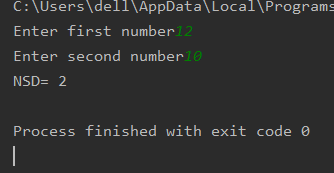 C:\Users\dell\AppData\Local\Programs
Enter first number12
Enter second number10
NSD= 2
Process finished with exit code 0